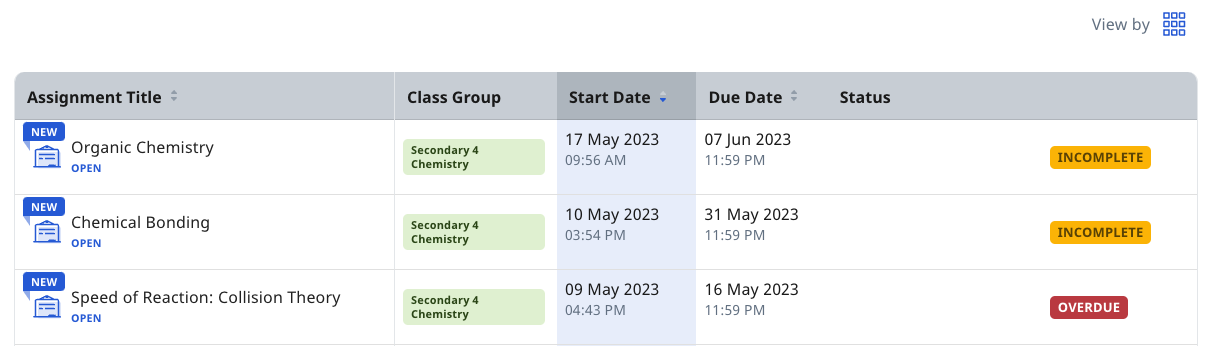 View by
Assignment Title Class Group Start Date Due Date Status
NEW
Organic Chemistry
OPEN
Secondary 4
Chemistry
17 May 2023
09:56 AM
07 Jun 2023
11:59 PM
INCOMPLETE
NEW
Chemical Bonding
OPEN
Secondary 4
Chemistry
10 May 2023
03:54 PM
31 May 2023
11:59 PM
INCOMPLETE
NEW
Speed of Reaction: Collision Theory
OPEN
Secondary 4
Chemistry
09 May 2023
04:43 PM
16 May 2023
11:59 PM
OVERDUE